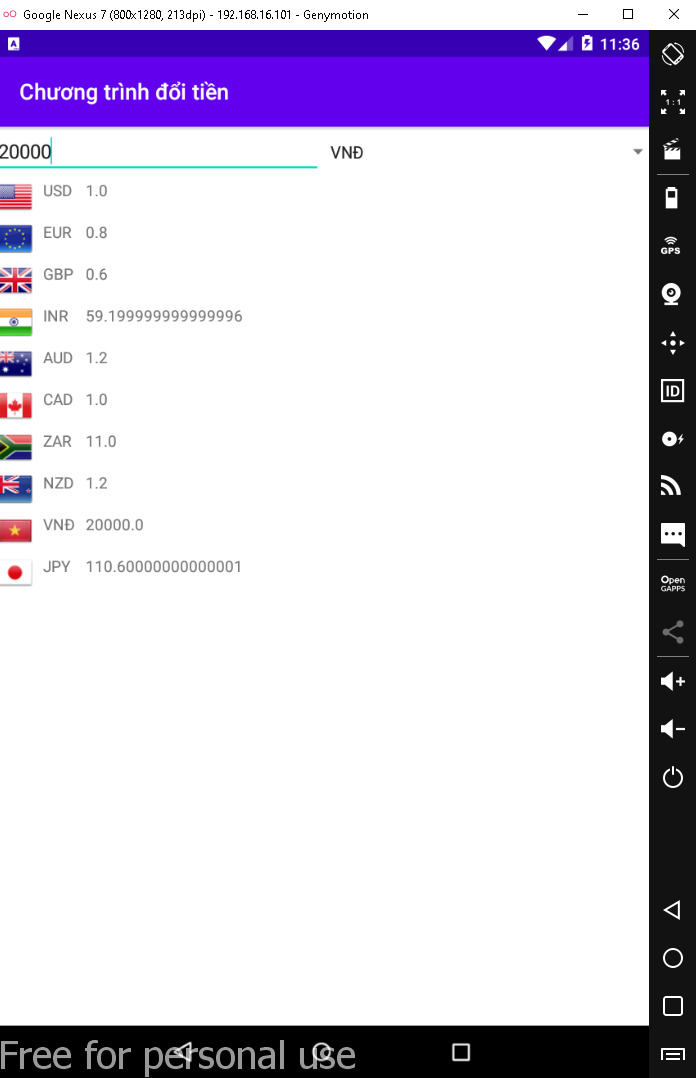 Google Nexus 7 (800x1280, 213dpi) - 192.168.16.101 - Genymotion
A 11:36
Chương trình đổi tiền
20000 VNĐ
USD 1.0
EUR 0.8
GBP 0.6
INR 59.199999999999996
AUD 1.2
CAD 1.0
ZAR 11.0
NZD 1.2
VNĐ 20000.0
JPY 110.60000000000001
1:1
GPS
ID
Open
GAPPS
Free for personal use